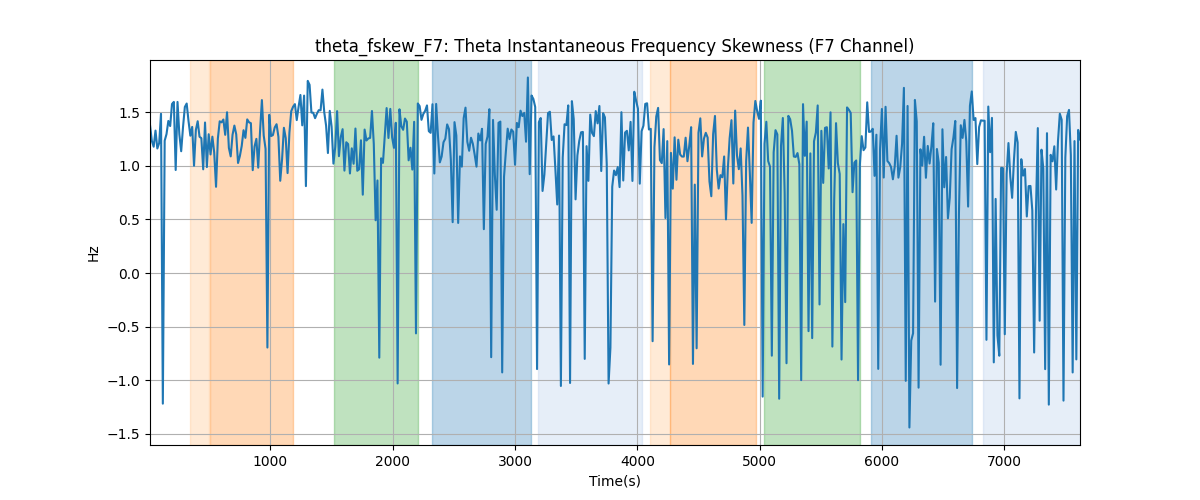 theta_fskew_F7: Theta Instantaneous Frequency Skewness (F7 Channel)
1.5
1.0
0.5
0.0
−0.5
−1.0
−1.5
Hz
1000 2000 3000 4000 5000 6000 7000
Time(s)